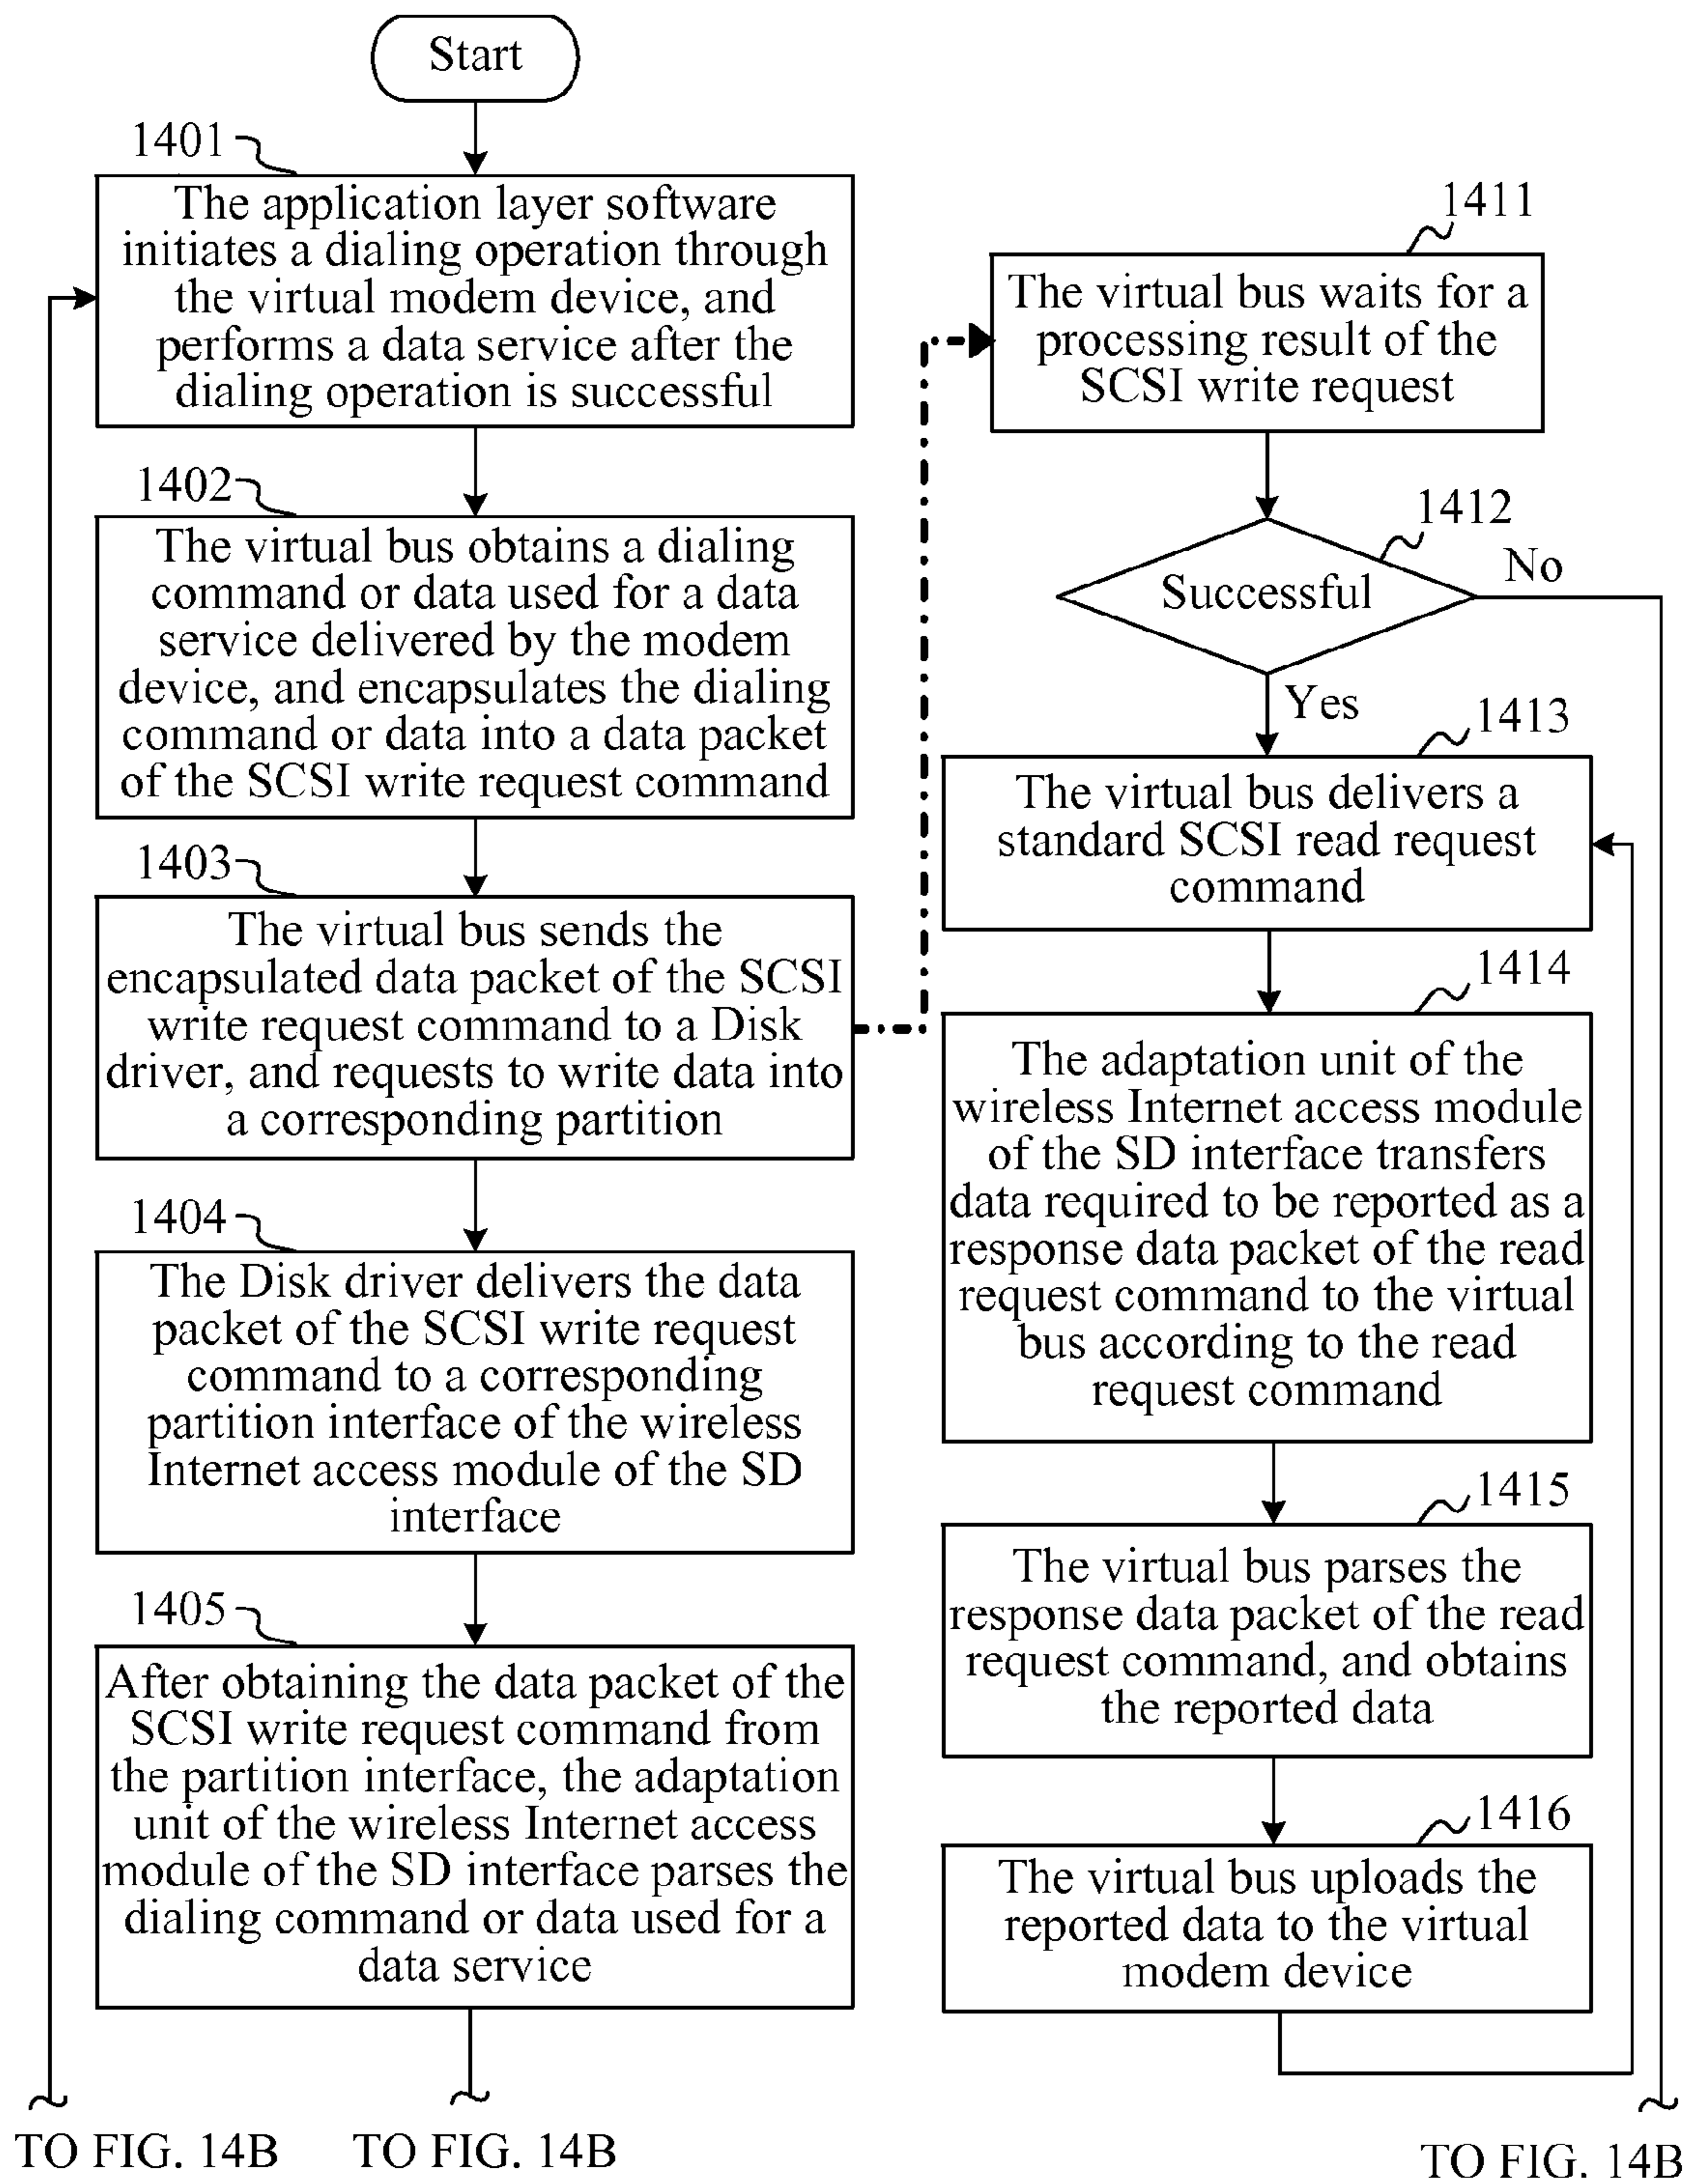 Start
1401
The application layer software
initiates a dialing operation through
the virtual modem device, and
performs a data service after the
dialing operation is successful
1402
The virtual bus obtains a dialing
command or data used for a data
service delivered by the modem
device, and encapsulates the dialing
command or data into a data packet
of the SCSI write request command
1403
The virtual bus sends the
encapsulated data packet of the SCSI
write request command to a Disk
driver, and requests to write data into
a corresponding partition
1404
The Disk driver delivers the data
packet of the SCSI write request
command to a corresponding
partition interface of the wireless
Internet access module of the SD
interface
1405
After obtaining the data packet of the
SCSI write request command from
the partition interface, the adaptation
unit of the wireless Internet access
module of the SD interface parses the
dialing command or data used for a
data service
TO FIG. 14B
TO FIG. 14B
1411
The virtual bus waits for a
processing result of the
SCSI write request
1412
Successful
No
Yes
1413
The virtual bus delivers a
standard SCSI read request
command
1414
The adaptation unit of the
wireless Internet access module
of the SD interface transfers
data required to be reported as a
response data packet of the read
request command to the virtual
bus according to the read
request command
1415
The virtual bus parses the
response data packet of the read
request command, and obtains
the reported data
1416
The virtual bus uploads the
reported data to the virtual
modem device
TO FIG. 14B